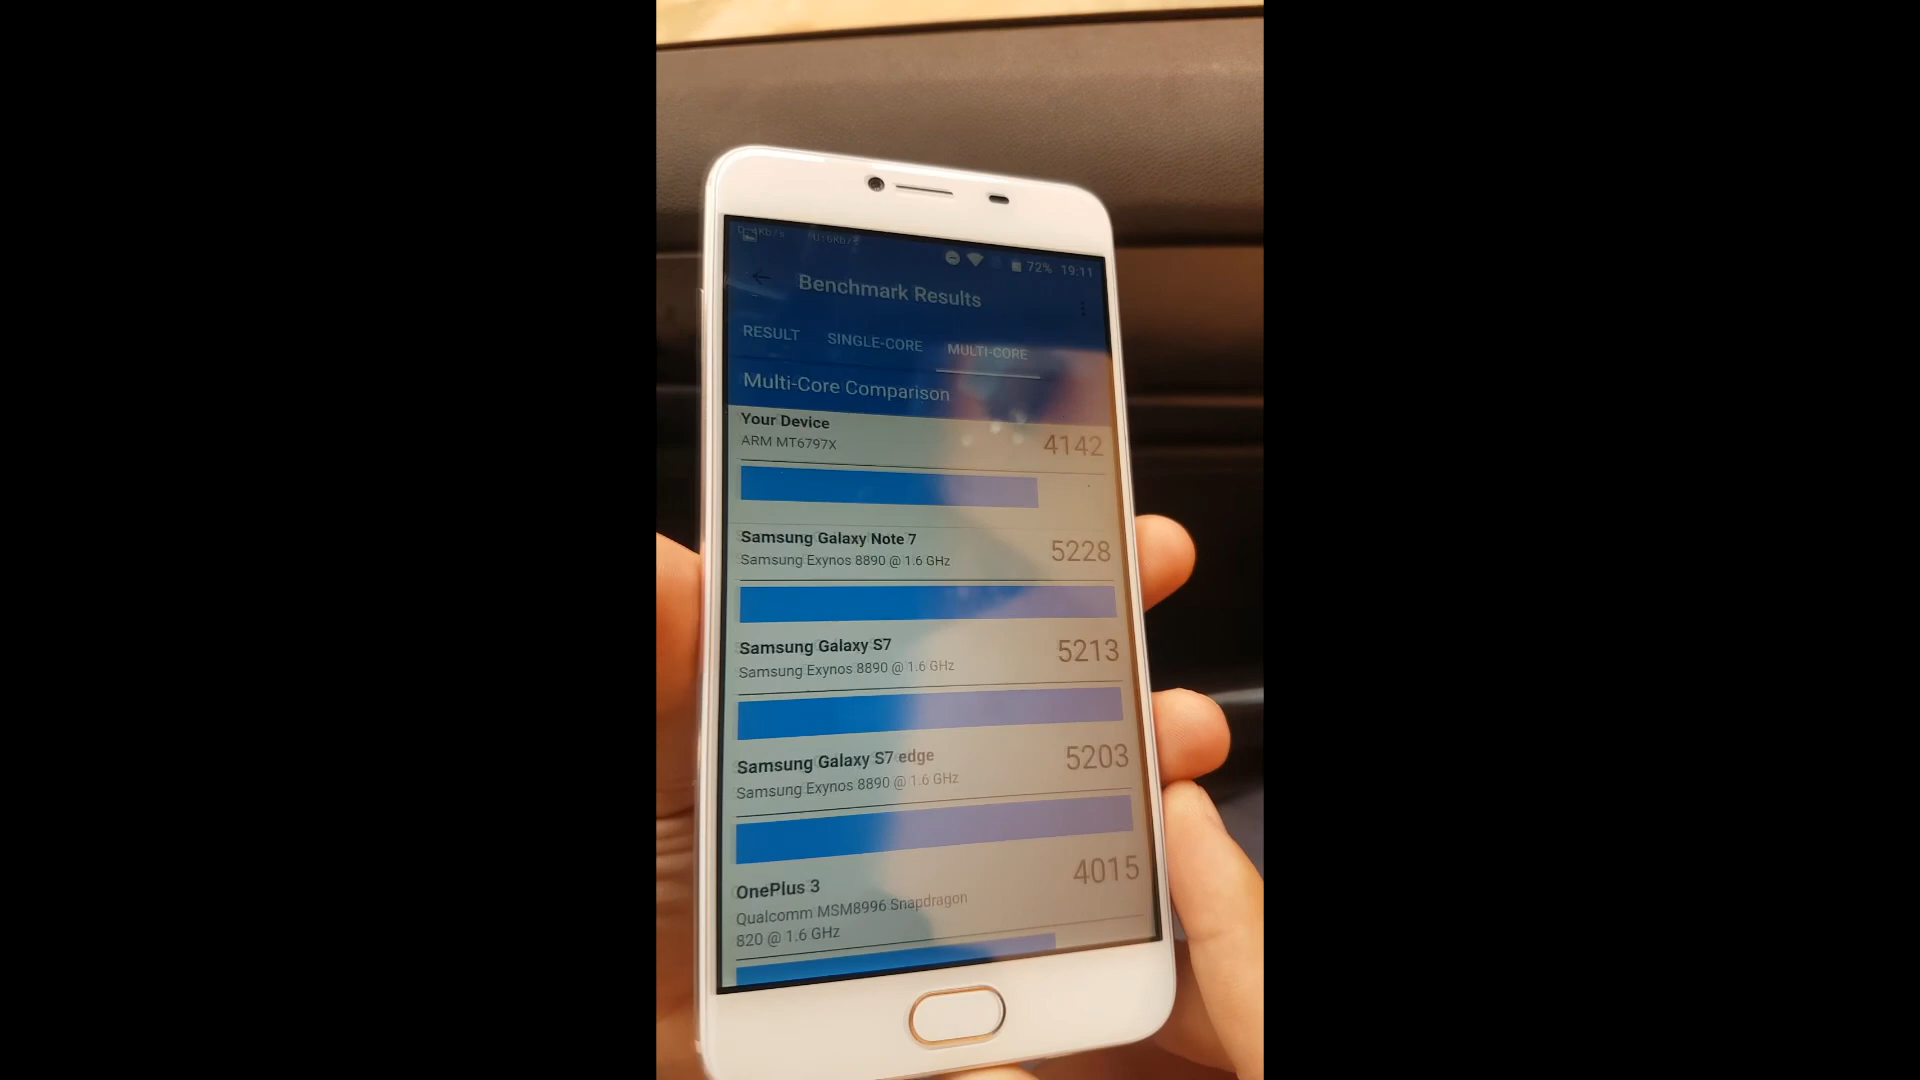 72% 19:11
Benchmark Results
RESULT SINGLE-CORE MULTI-CORE
Multi-Core Comparison
Your Device
ARM MT6797X
4142
Samsung Galaxy Note 7
Samsung Exynos 8890 @ 1.6 GHz
5228
Samsung Galaxy S7
Samsung Exynos 8890 @ 1.6 GHz
5213
Samsung Galaxy S7 edge
Samsung Exynos 8890 @ 1.6 GHz
5203
OnePlus 3
Qualcomm MSM8996 Snapdragon
820 @ 1.6 GHz
4015